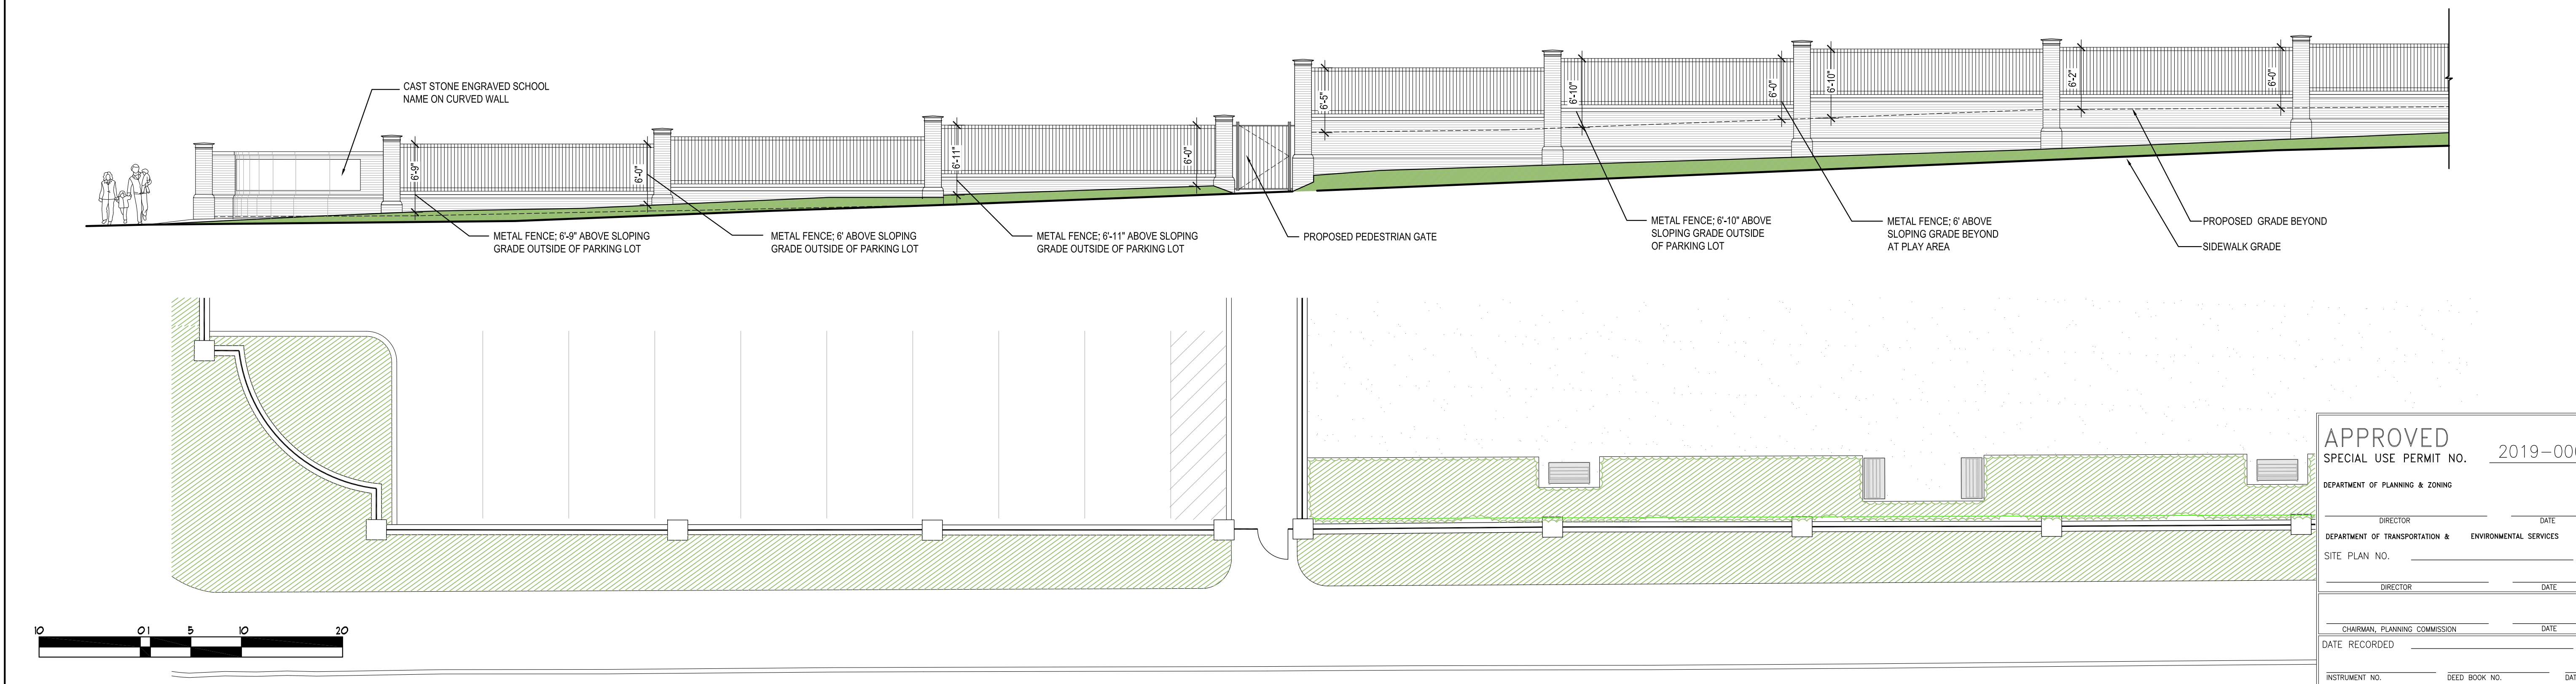 CAST STONE ENGRAVED SCHOOL
NAME ON CURVED WALL
6'-9"
6'-0"
6'-11"
6'-0"
6'-5"
6'-10"
6'-0"
6'-10"
6'-2"
6'-0"
METAL FENCE; 6'-9" ABOVE SLOPING
GRADE OUTSIDE OF PARKING LOT
METAL FENCE; 6' ABOVE SLOPING
GRADE OUTSIDE OF PARKING LOT
METAL FENCE; 6'-11" ABOVE SLOPING
GRADE OUTSIDE OF PARKING LOT
PROPOSED PEDESTRIAN GATE
METAL FENCE; 6'-10" ABOVE
SLOPING GRADE OUTSIDE
OF PARKING LOT
METAL FENCE; 6' ABOVE
SLOPING GRADE BEYOND
AT PLAY AREA
PROPOSED GRADE BEYOND
SIDEWALK GRADE
10 0 1 5 10 20
APPROVED
SPECIAL USE PERMIT NO. 2019-00
DEPARTMENT OF PLANNING & ZONING
DIRECTOR DATE
DEPARTMENT OF TRANSPORTATION & ENVIRONMENTAL SERVICES
SITE PLAN NO.
DIRECTOR DATE
CHAIRMAN, PLANNING COMMISSION DATE
DATE RECORDED
INSTRUMENT NO. DEED BOOK NO. DAT